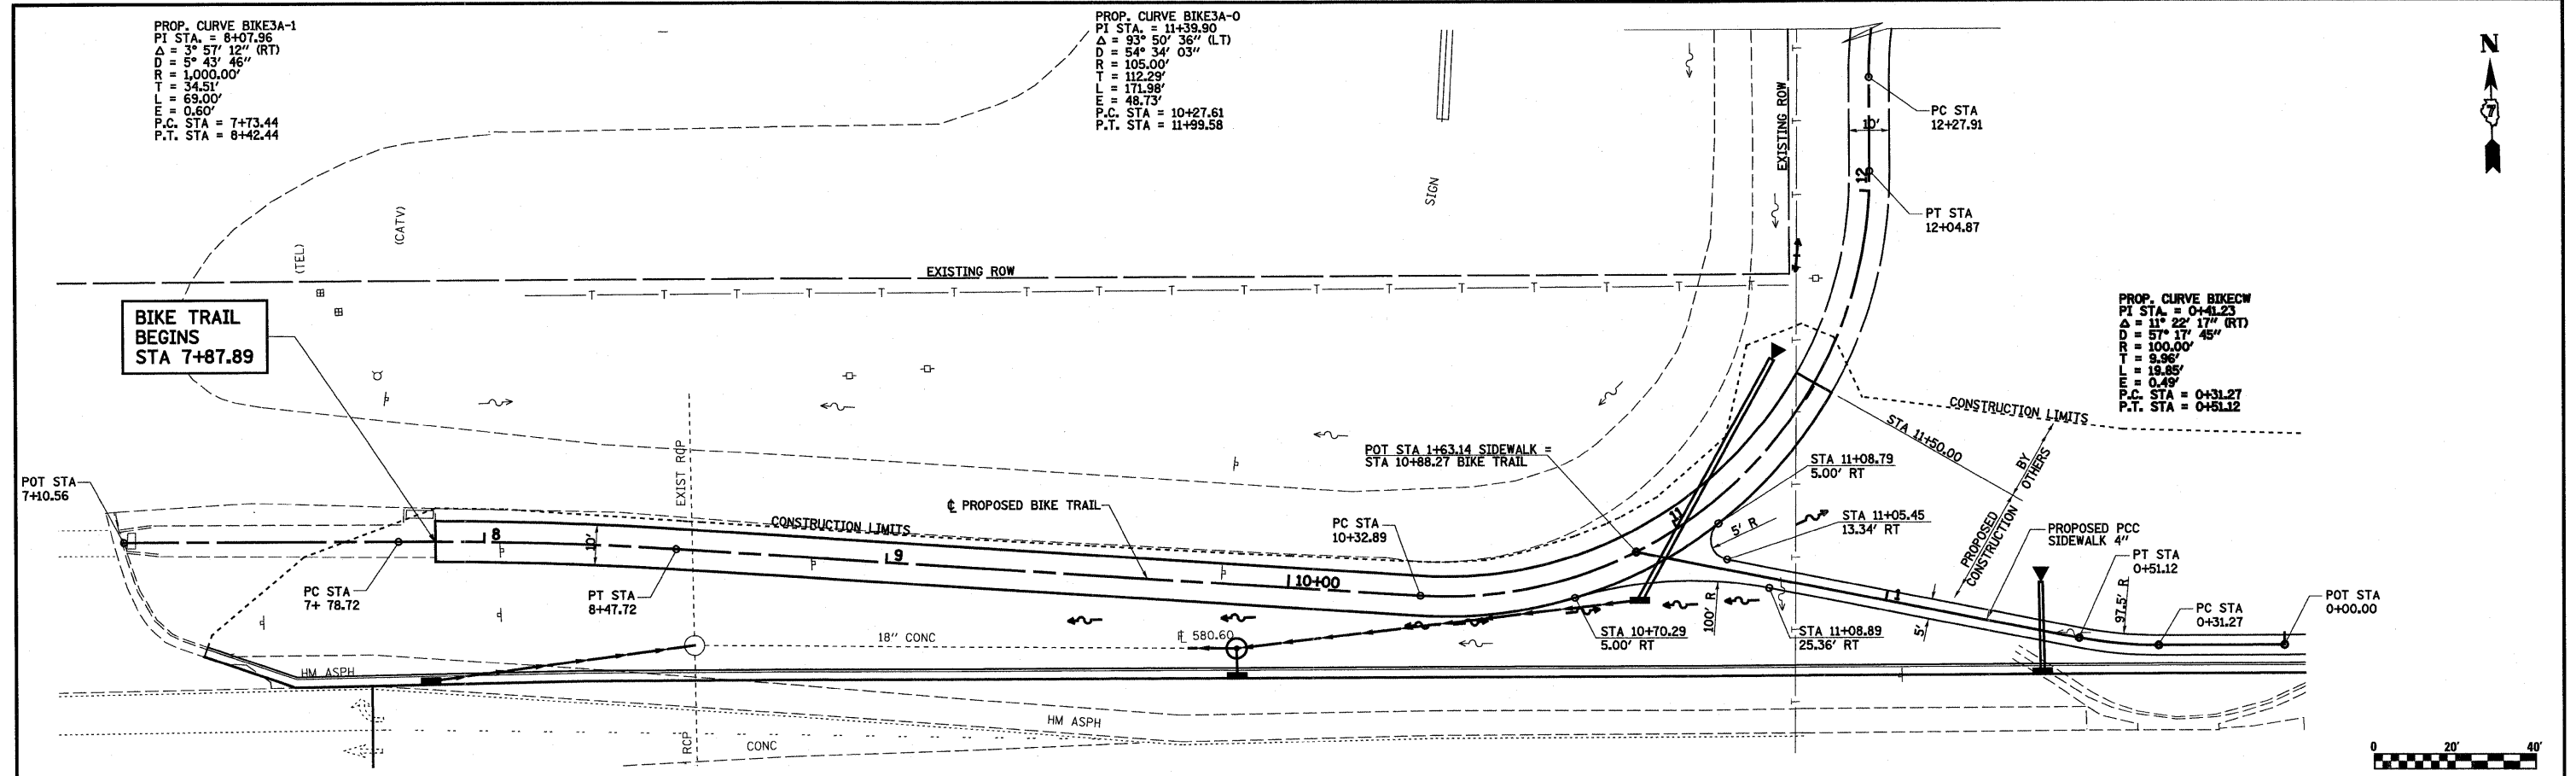 PROP. CURVE BIKE3A-1
PI STA. = 8+07.96
Δ = 3° 57' 12" (RT)
D = 5° 43' 46"
R = 1,000.00'
T = 34.51'
L = 69.00'
E = 0.60'
P.C. STA = 7+73.44
P.T. STA = 8+42.44
PROP. CURVE BIKE3A-0
PI STA. = 11+39.90
Δ = 93° 50' 36" (LT)
D = 54° 34' 03"
R = 105.00'
T = 112.29'
L = 171.98'
E = 48.73'
P.C. STA = 10+27.61
P.T. STA = 11+99.58
N
7
EXISTING ROW
PC STA
12+27.91
10'
12
PT STA
12+04.87
(TEL)
(CATV)
SIGN
EXISTING ROW
BIKE TRAIL
BEGINS
STA 7+87.89
PROP. CURVE BIKECW
PI STA. = 0+41.23
Δ = 11° 22' 17" (RT)
D = 57° 17' 45"
R = 100.00'
T = 9.96'
L = 19.85'
E = 0.49'
P.C. STA = 0+31.27
P.T. STA = 0+51.12
CONSTRUCTION LIMITS
STA 11+50.00
BY
OTHERS
PROPOSED
CONSTRUCTION
POT STA 1+63.14 SIDEWALK =
STA 10+88.27 BIKE TRAIL
STA 11+08.79
5.00' RT
EXIST RCP
POT STA
7+10.56
℄ PROPOSED BIKE TRAIL
CONSTRUCTION LIMITS
PC STA
10+32.89
11
5' R
STA 11+05.45
13.34' RT
PROPOSED PCC
SIDEWALK 4"
PT STA
0+51.12
8
10'
9
10+00
PC STA
7+ 78.72
PT STA
8+47.72
1
5'
100' R
97.5' R
PC STA
0+31.27
POT STA
0+00.00
18" CONC
580.60
STA 10+70.29
5.00' RT
STA 11+08.89
25.36' RT
HM ASPH
HM ASPH
RCP
CONC
0
20'
40'